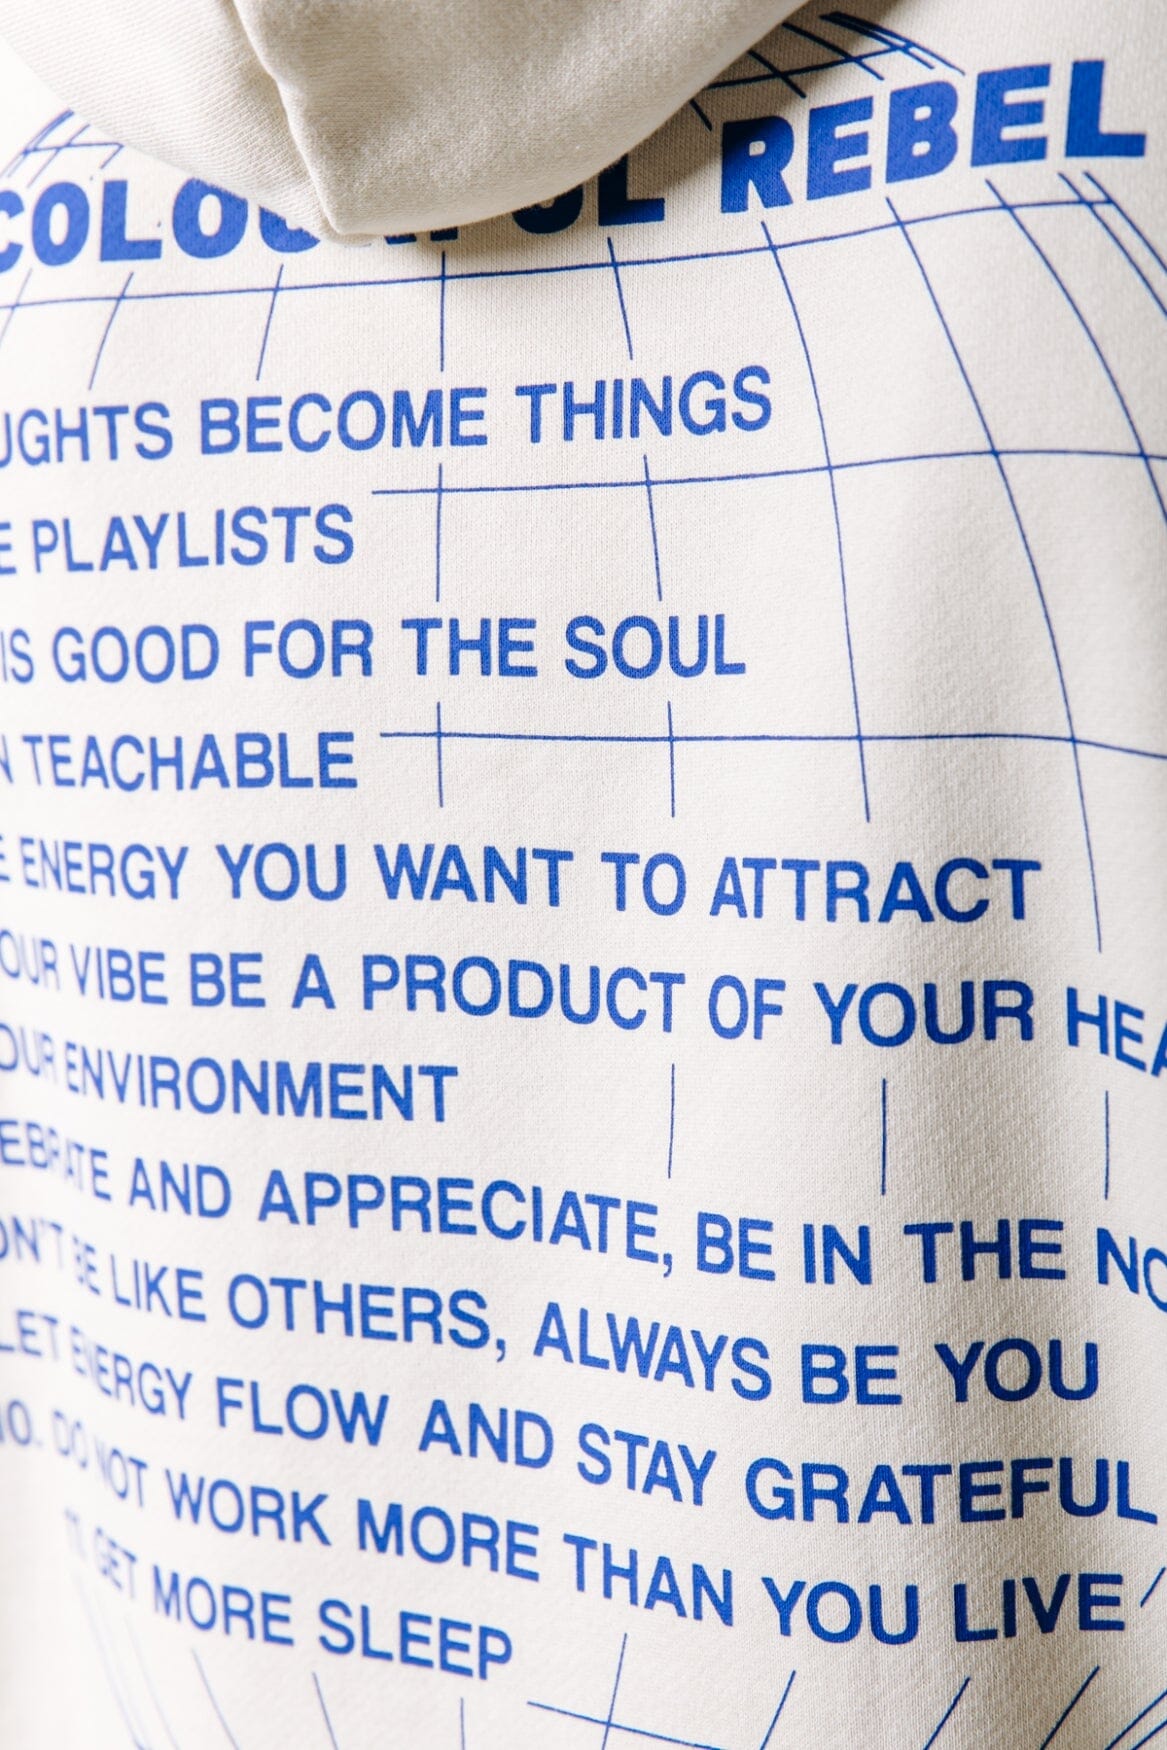 COLOURFUL REBEL
UGHTS BECOME THINGS
E PLAYLISTS
IS GOOD FOR THE SOUL
N TEACHABLE
E ENERGY YOU WANT TO ATTRACT
OUR VIBE BE A PRODUCT OF YOUR HEA
OUR ENVIRONMENT
EBRATE AND APPRECIATE, BE IN THE NO
ON'T BE LIKE OTHERS, ALWAYS BE YOU
LET ENERGY FLOW AND STAY GRATEFUL
10. DO NOT WORK MORE THAN YOU LIVE
11. GET MORE SLEEP